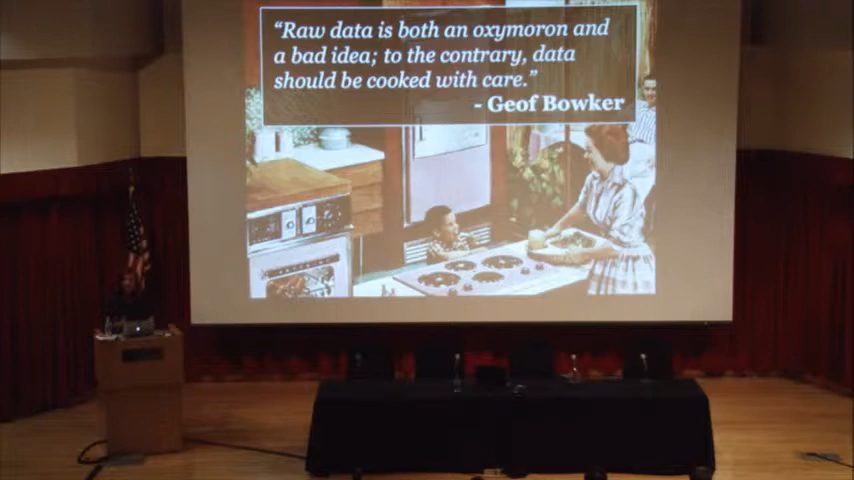 “Raw data is both an oxymoron and
a bad idea; to the contrary, data
should be cooked with care.”
- Geof Bowker